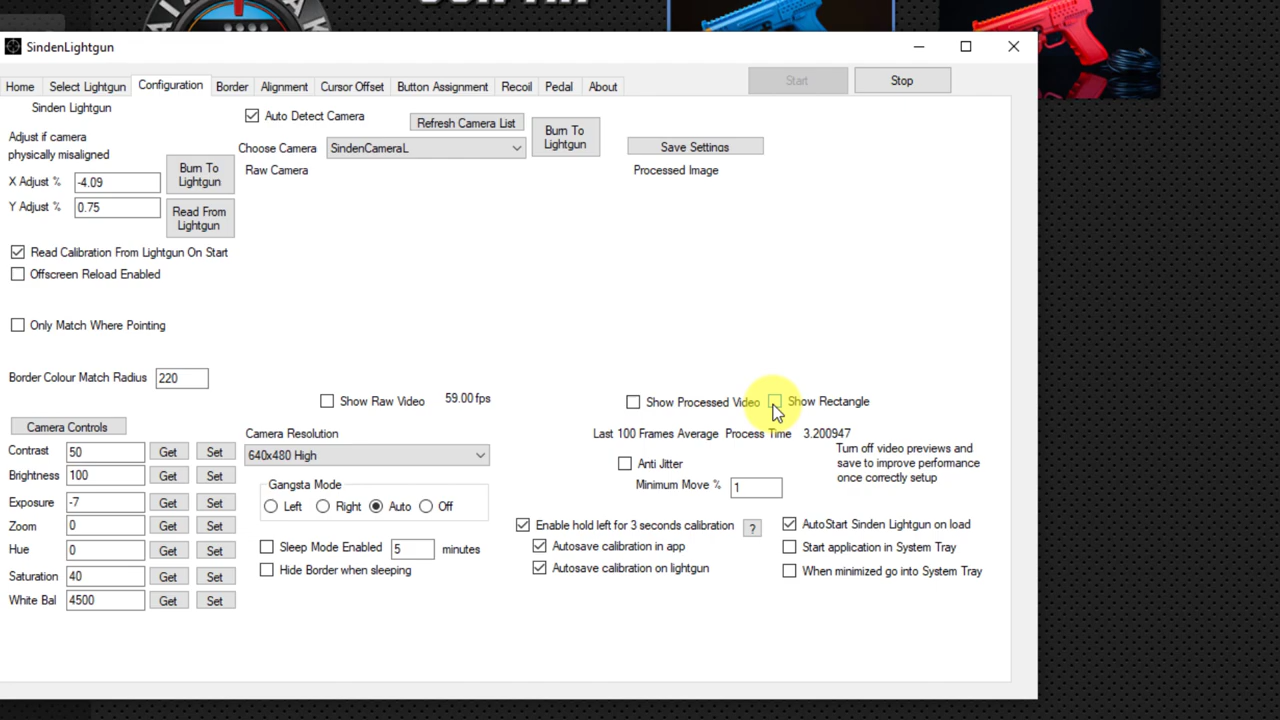 SindenLightgun
Home Select Lightgun Configuration Border Alignment Cursor Offset Button Assignment Recoil Pedal About
Start Stop
Sinden Lightgun
Adjust if camera
physically misaligned
X Adjust % -4.09
Y Adjust % 0.75
Burn To
Lightgun
Read From
Lightgun
Read Calibration From Lightgun On Start
Offscreen Reload Enabled
Only Match Where Pointing
Border Colour Match Radius 220
Auto Detect Camera
Refresh Camera List
Choose Camera SindenCameraL
Burn To
Lightgun
Save Settings
Raw Camera
Processed Image
Show Raw Video 59.00 fps
Show Processed Video Show Rectangle
Camera Controls
Contrast 50 Get Set
Brightness 100 Get Set
Exposure -7 Get Set
Zoom 0 Get Set
Hue 0 Get Set
Saturation 40 Get Set
White Bal 4500 Get Set
Camera Resolution
640x480 High
Gangsta Mode
Left Right Auto Off
Sleep Mode Enabled 5 minutes
Hide Border when sleeping
Last 100 Frames Average Process Time 3.200947
Anti Jitter
Minimum Move % 1
Turn off video previews and
save to improve performance
once correctly setup
Enable hold left for 3 seconds calibration ?
Autosave calibration in app
Autosave calibration on lightgun
AutoStart Sinden Lightgun on load
Start application in System Tray
When minimized go into System Tray